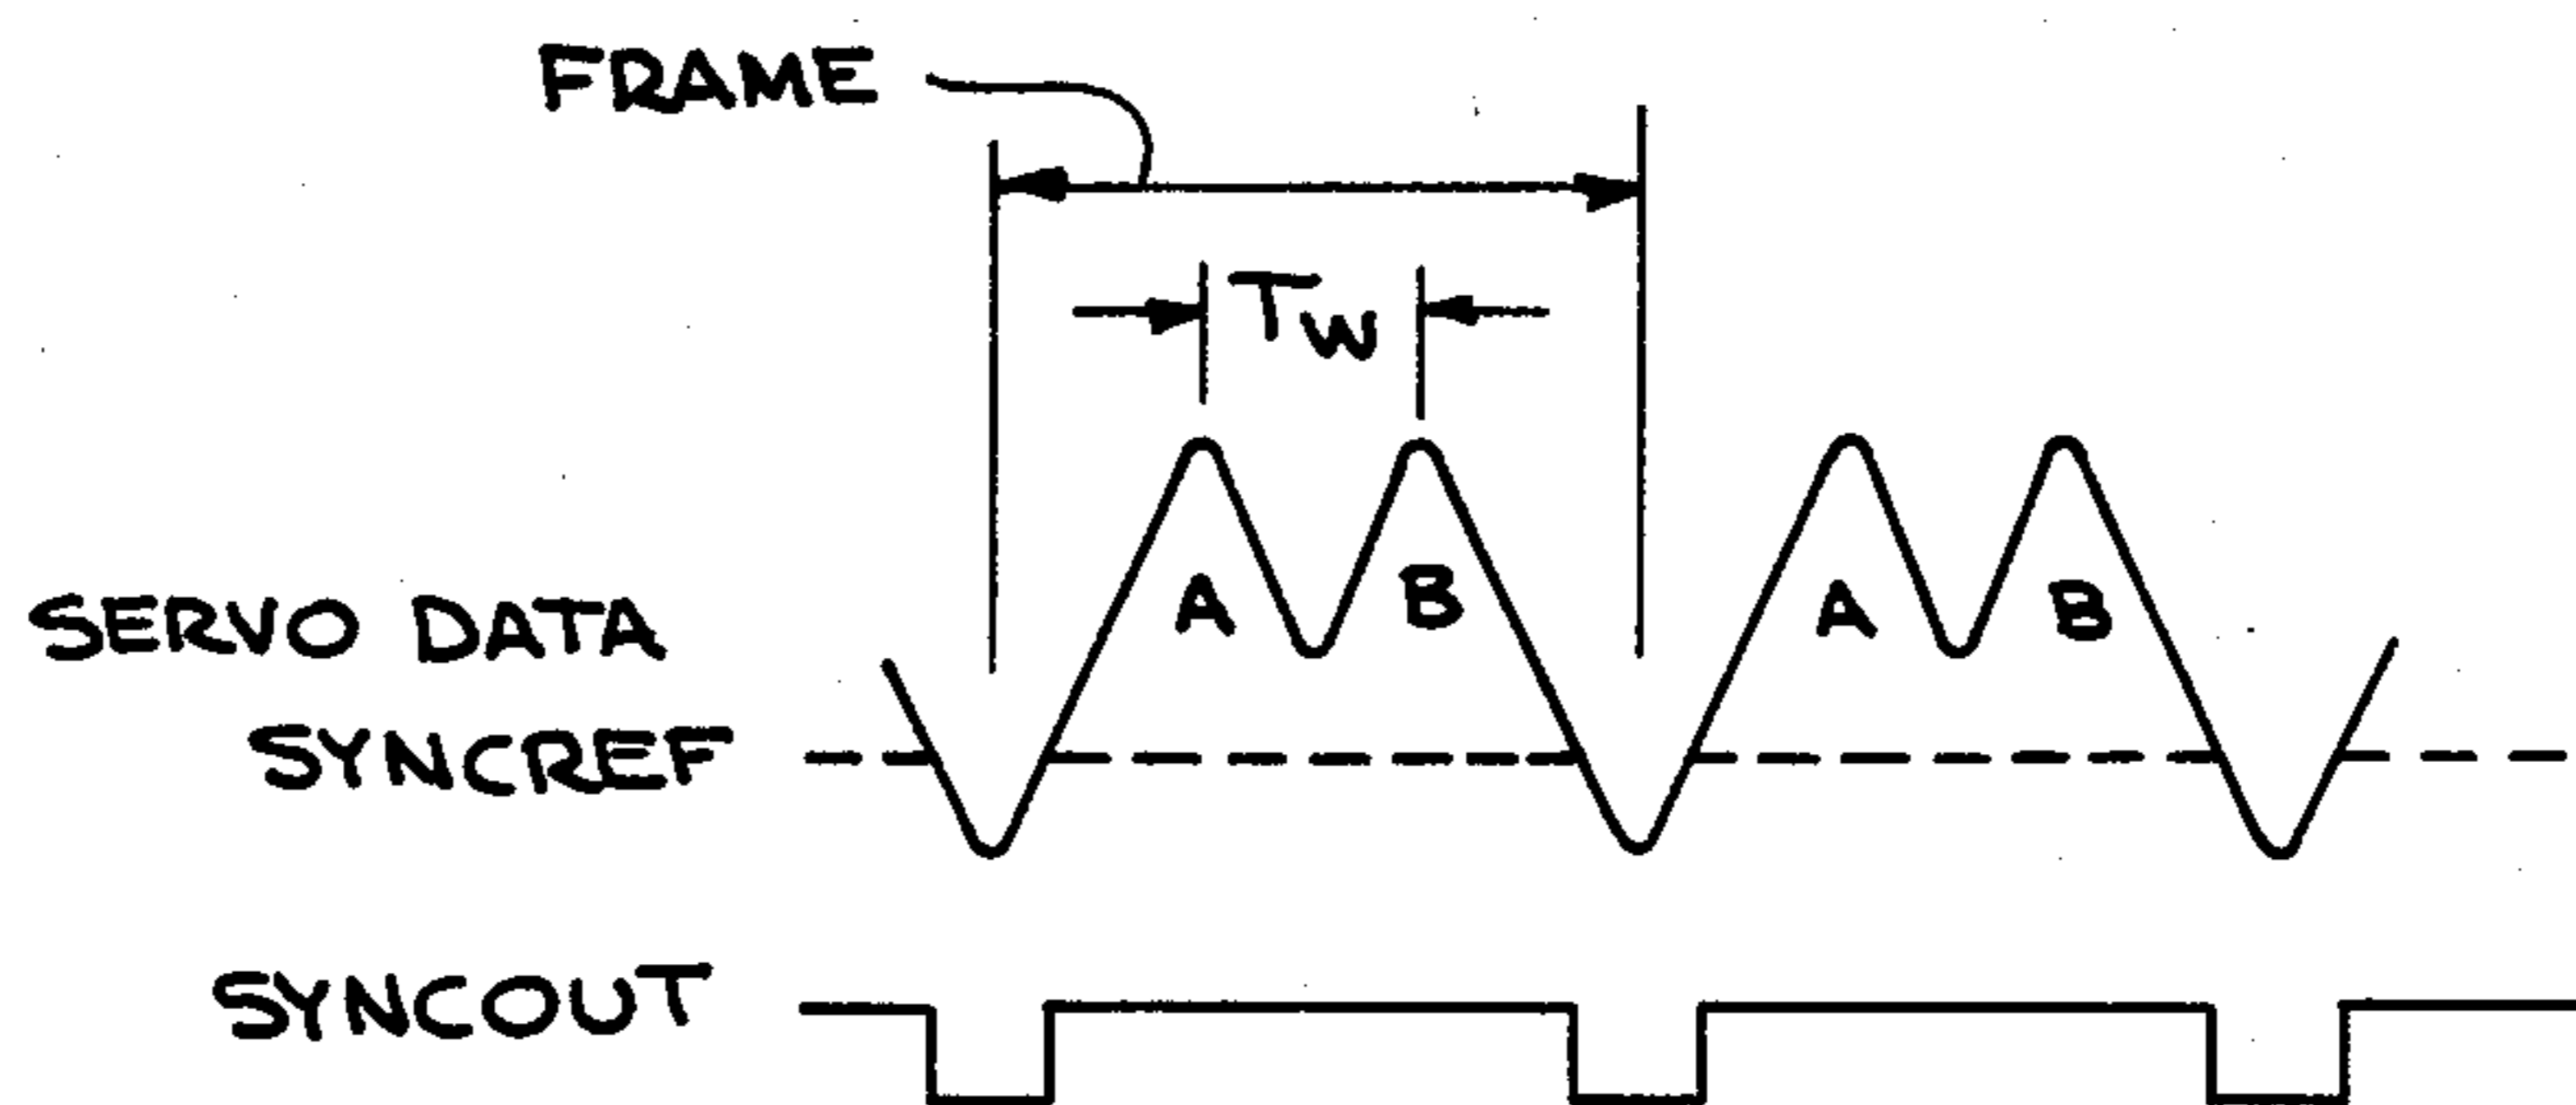 FRAME
TW
A B A B
SERVO DATA
SYNCREF
SYNCOUT